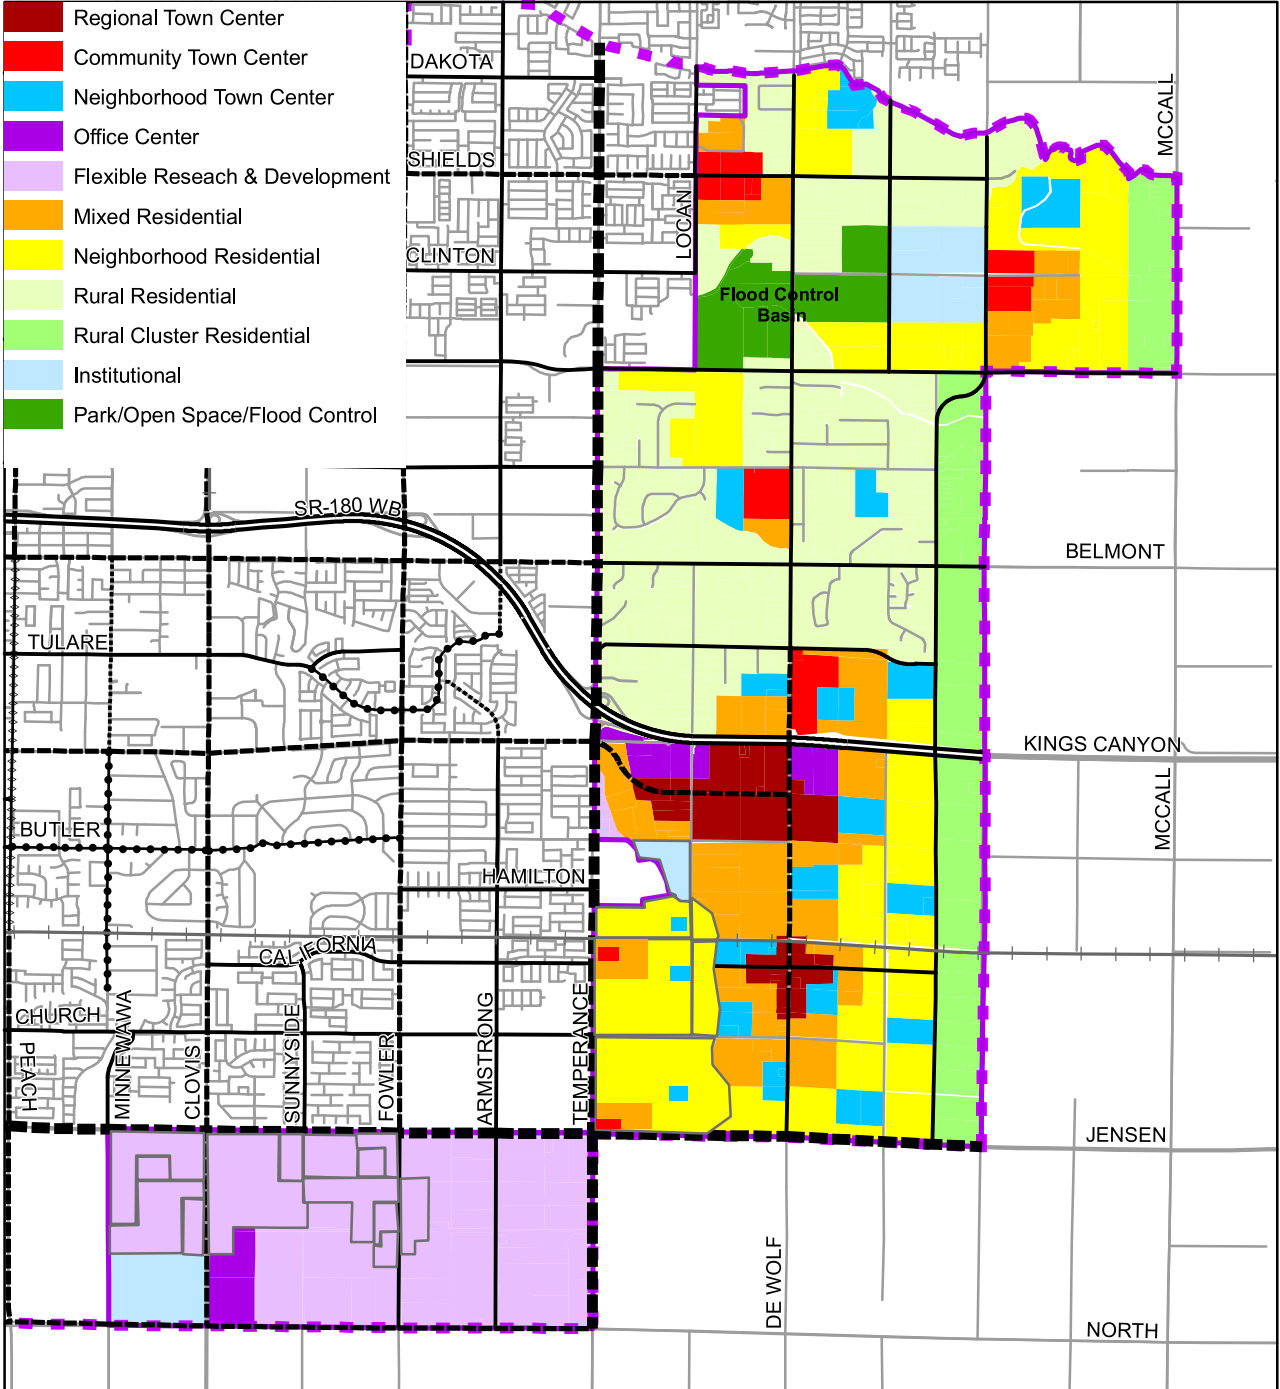 Regional Town Center
Community Town Center
Neighborhood Town Center
Office Center
Flexible Reseach & Development
Mixed Residential
Neighborhood Residential
Rural Residential
Rural Cluster Residential
Institutional
Park/Open Space/Flood Control
DAKOTA
SHIELDS
CLINTON
LOCAN
MCCALL
Flood Control
Basin
SR-180 WB
BELMONT
TULARE
KINGS CANYON
BUTLER
MCCALL
HAMILTON
CALIFORNIA
CHURCH
PEACH
MINNEWAWA
CLOVIS
SUNNYSIDE
FOWLER
ARMSTRONG
TEMPERANCE
JENSEN
DE WOLF
NORTH